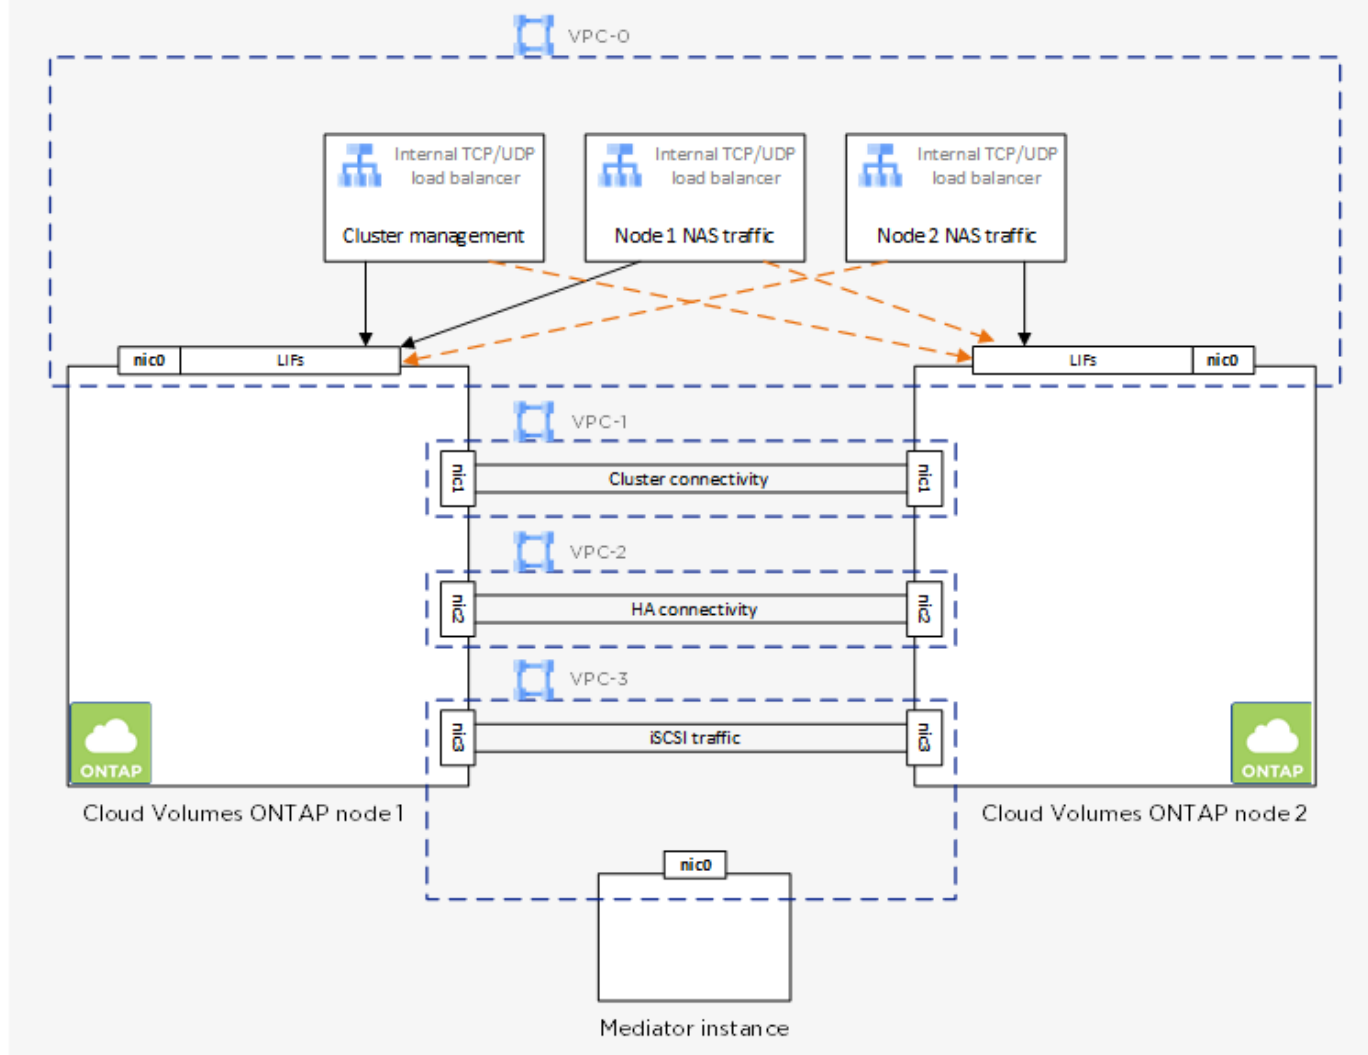 VPC-0
Internal TCP/UDP
load balancer
Cluster management
Internal TCP/UDP
load balancer
Node 1 NAS traffic
Internal TCP/UDP
load balancer
Node 2 NAS traffic
nic0
LIFs
LIFs
nic0
VPC-1
nic1
Cluster connectivity
nic1
VPC-2
nic2
HA connectivity
nic2
VPC-3
nic3
iSCSI traffic
nic3
ONTAP
ONTAP
Cloud Volumes ONTAP node 1
Cloud Volumes ONTAP node 2
nic0
Mediator instance